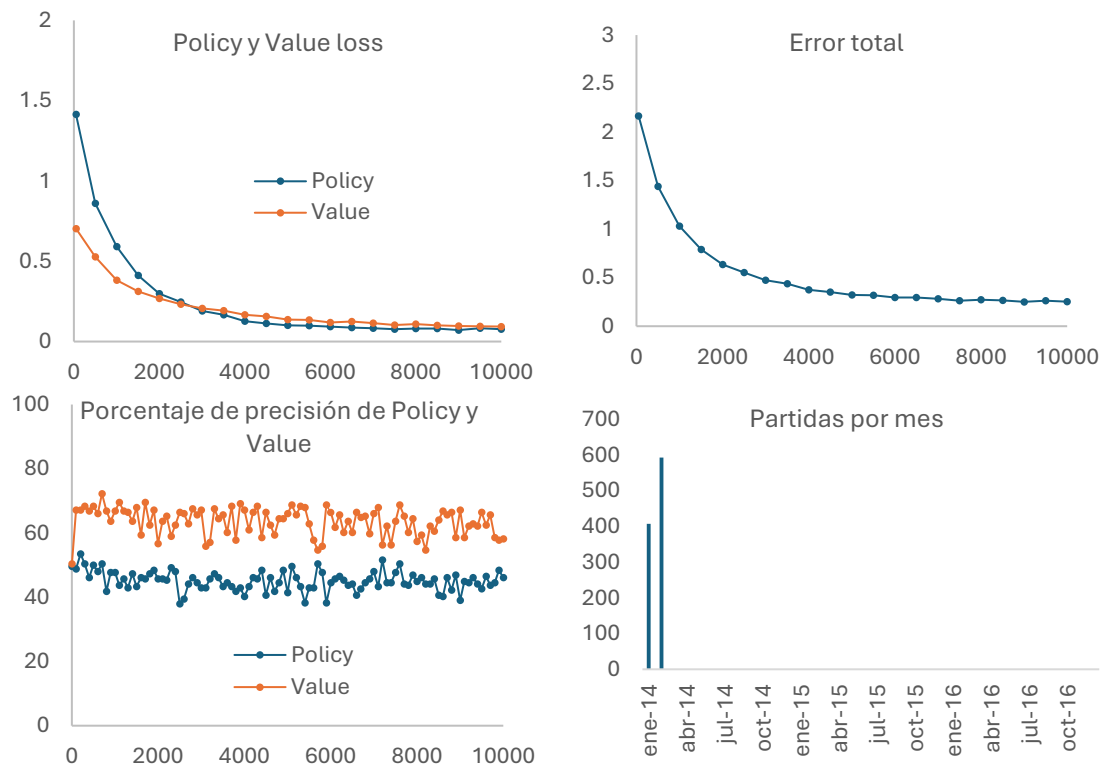 Policy y Value loss
2
1.5
1
0.5
0
0
2000
4000
6000
8000
10000
Policy
Value
Error total
3
2.5
2
1.5
1
0.5
0
0
2000
4000
6000
8000
10000
Porcentaje de precisión de Policy y
Value
100
80
60
40
20
0
0
2000
4000
6000
8000
10000
Policy
Value
Partidas por mes
700
600
500
400
300
200
100
0
ene-14
abr-14
jul-14
oct-14
ene-15
abr-15
jul-15
oct-15
ene-16
abr-16
jul-16
oct-16